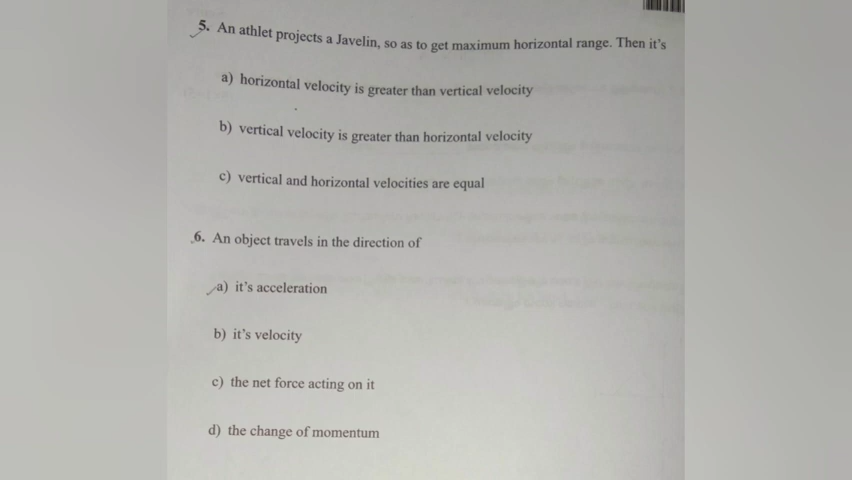 5. An athlet projects a Javelin, so as to get maximum horizontal range. Then it's
a) horizontal velocity is greater than vertical velocity
b) vertical velocity is greater than horizontal velocity
c) vertical and horizontal velocities are equal
6. An object travels in the direction of
a) it's acceleration
b) it's velocity
c) the net force acting on it
d) the change of momentum